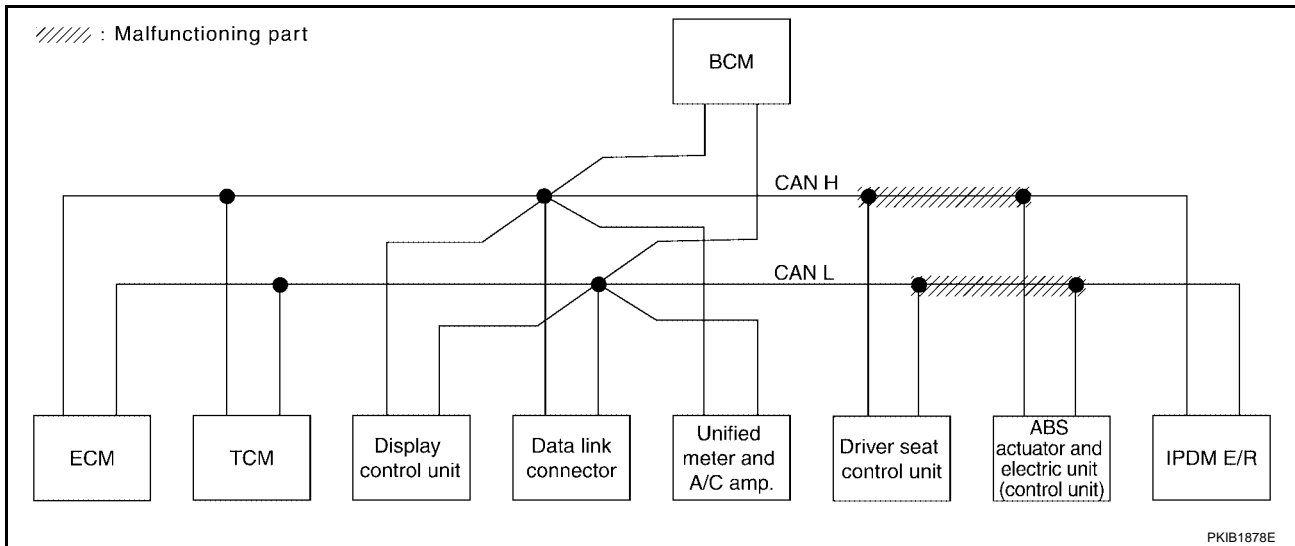 : Malfunctioning part
BCM
CAN H
CAN L
ECM
TCM
Display
control unit
Data link
connector
Unified
meter and
A/C amp.
Driver seat
control unit
ABS
actuator and
electric unit
(control unit)
IPDM E/R
PKIB1878E